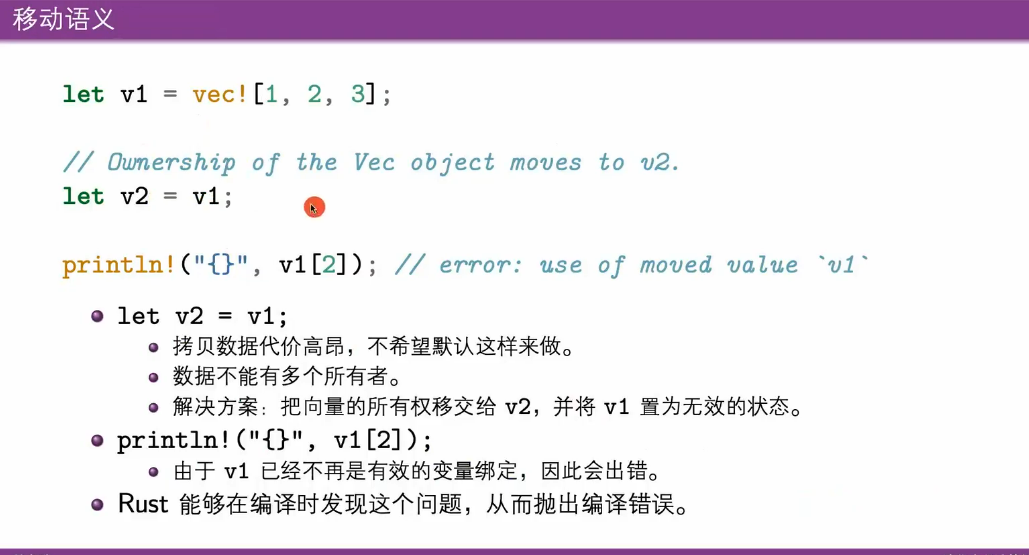 移动语义
let v1 = vec![1, 2, 3];
// Ownership of the Vec object moves to v2.
let v2 = v1;
println!("{}", v1[2]); // error: use of moved value `v1`
let v2 = v1;
拷贝数据代价高昂，不希望默认这样来做。
数据不能有多个所有者。
解决方案：把向量的所有权移交给 v2，并将 v1 置为无效的状态。
println!("{}", v1[2]);
由于 v1 已经不再是有效的变量绑定，因此会出错。
Rust 能够在编译时发现这个问题，从而抛出编译错误。